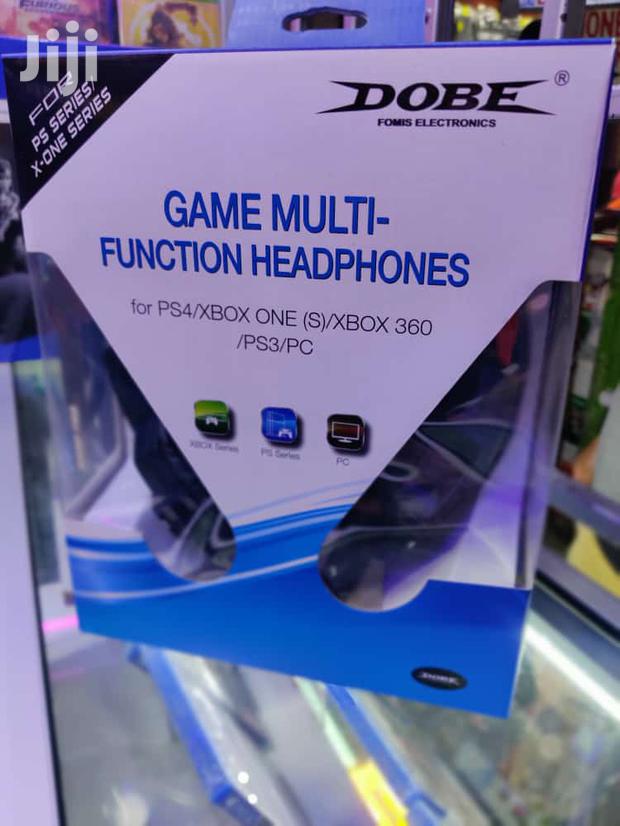 Jiji
FOR
PS SERIES/
X-ONE SERIES
DOBE®
FOMIS ELECTRONICS
GAME MULTI-
FUNCTION HEADPHONES
for PS4/XBOX ONE (S)/XBOX 360
/PS3/PC
XBOX Series
PS Series
PC
DOBE